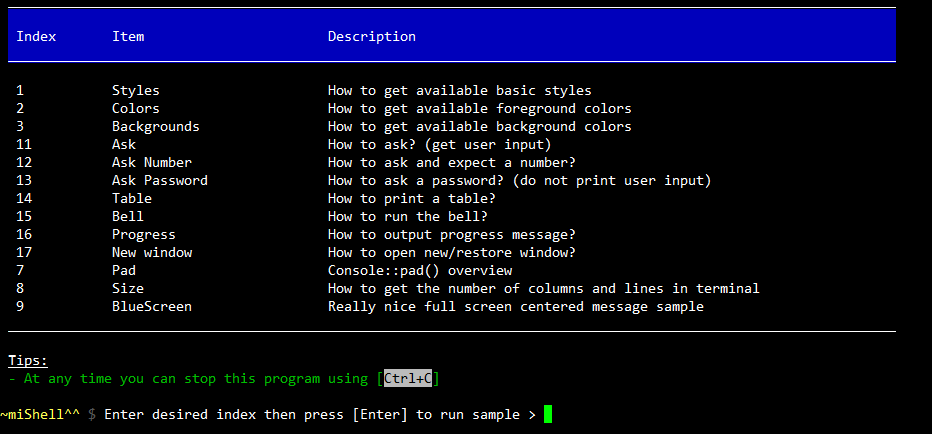 Index Item Description
1 Styles How to get available basic styles
2 Colors How to get available foreground colors
3 Backgrounds How to get available background colors
11 Ask How to ask? (get user input)
12 Ask Number How to ask and expect a number?
13 Ask Password How to ask a password? (do not print user input)
14 Table How to print a table?
15 Bell How to run the bell?
16 Progress How to output progress message?
17 New window How to open new/restore window?
7 Pad Console::pad() overview
8 Size How to get the number of columns and lines in terminal
9 BlueScreen Really nice full screen centered message sample
Tips:
- At any time you can stop this program using [Ctrl+C]
~miShell^^ $ Enter desired index then press [Enter] to run sample >